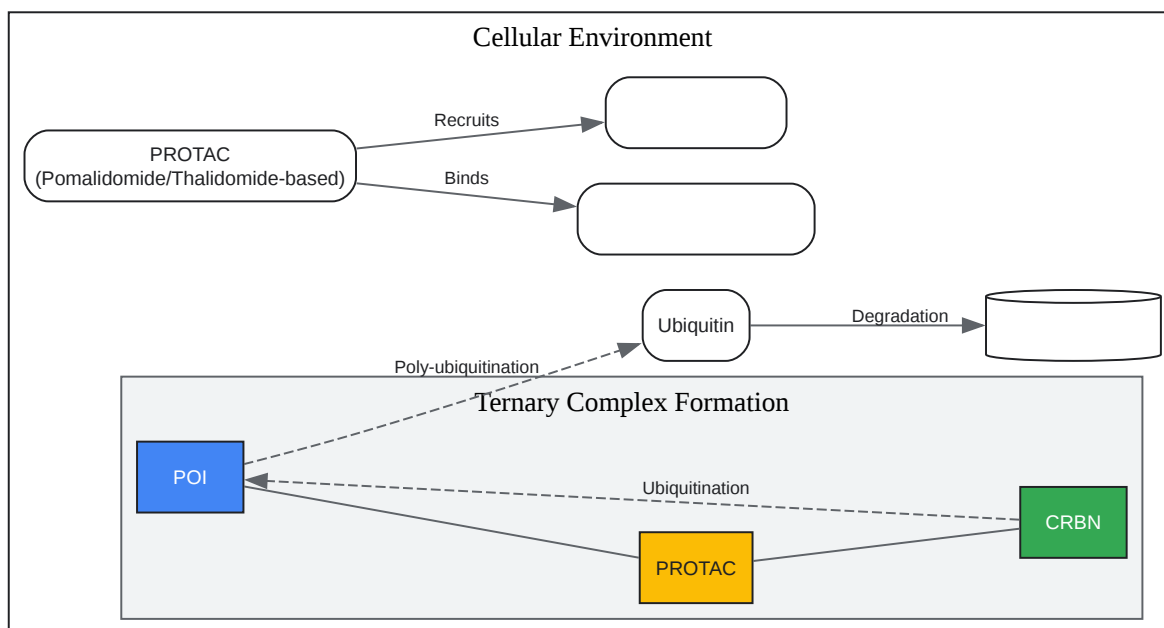 Cellular Environment
Recruits
PROTAC
(Pomalidomide/Thalidomide-based)
Binds
Ubiquitin
Degradation
Poly-ubiquitination
Ternary Complex Formation
POI
Ubiquitination
CRBN
PROTAC